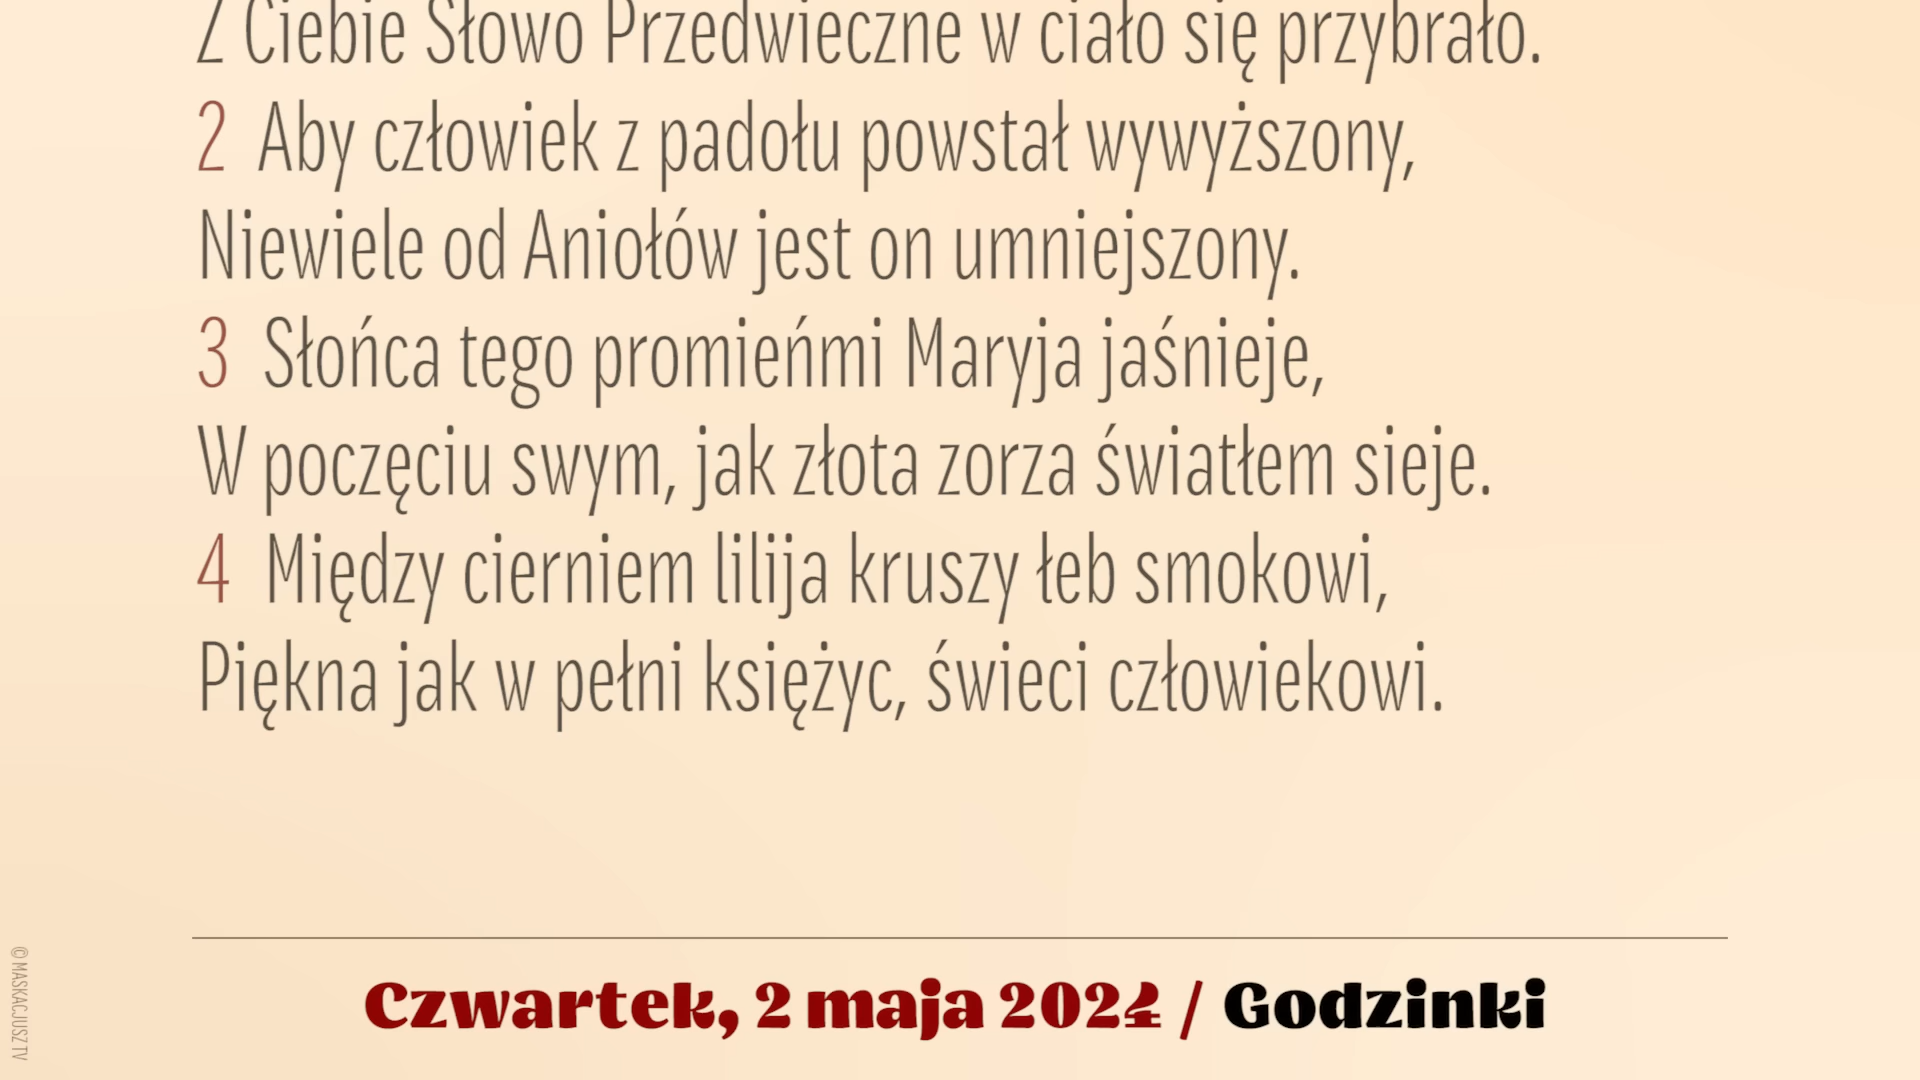 Z Ciebie Słowo Przedwieczne w ciało się przybrało.
2 Aby człowiek z padołu powstał wywyższony,
Niewiele od Aniołów jest on umniejszony.
3 Słońca tego promieńmi Maryja jaśnieje,
W poczęciu swym, jak złota zorza światłem sieje.
4 Między cierniem lilija kruszy łeb smokowi,
Piękna jak w pełni księżyc, świeci człowiekowi.
© MASKACJUSZ TV
Czwartek, 2 maja 2024 / Godzinki